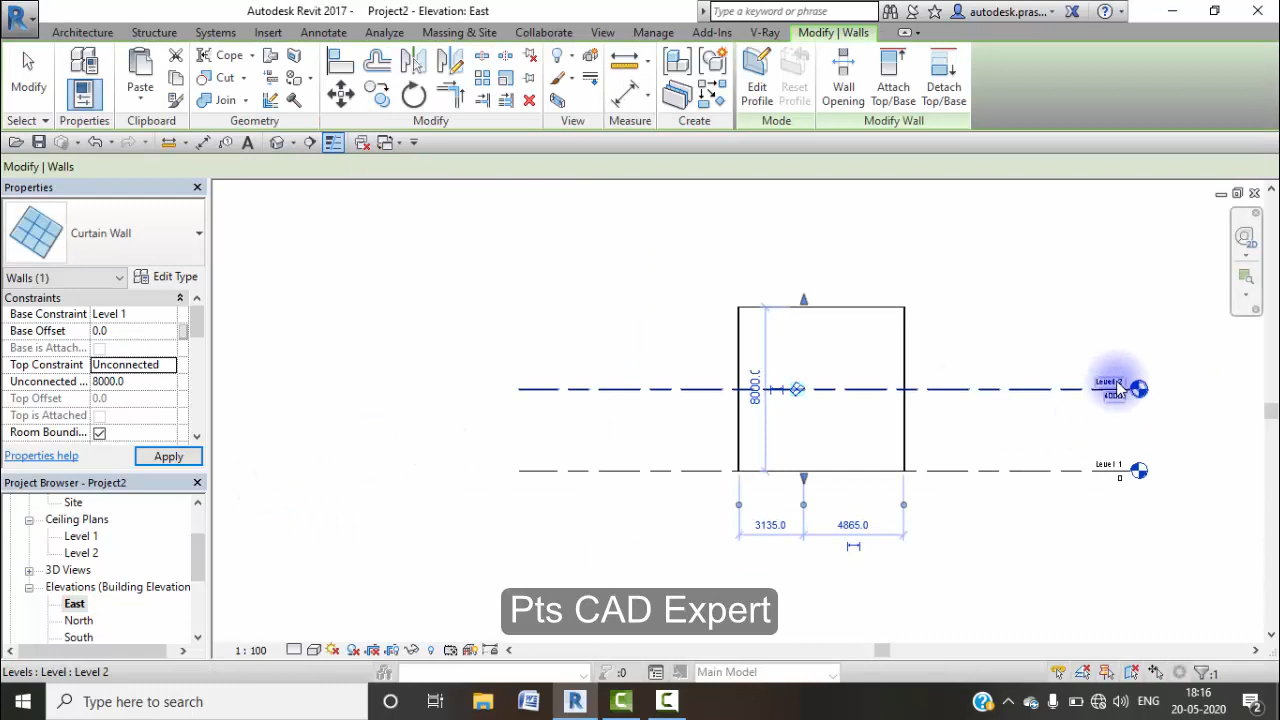 Autodesk Revit 2017 - Project2 - Elevation: East
Type a keyword or phrase
autodesk.pras...
Architecture Structure Systems Insert Annotate Analyze Massing & Site Collaborate View Manage Add-Ins V-Ray Modify | Walls
Modify
Paste
Cope
Cut
Join
Edit Profile
Reset Profile
Wall Opening
Attach Top/Base
Detach Top/Base
Select Properties Clipboard Geometry Modify View Measure Create Mode Modify Wall
Modify | Walls
Properties
Curtain Wall
Walls (1)
Edit Type
Constraints
Base Constraint Level 1
Base Offset 0.0
Base is Attach...
Top Constraint Unconnected
Unconnected ... 8000.0
Top Offset 0.0
Top is Attached
Room Boundi...
Properties help
Apply
Project Browser - Project2
Site
Ceiling Plans
Level 1
Level 2
3D Views
Elevations (Building Elevation
East
North
South
2D
8000.0
Level 2
4000
Level 1
0
3135.0
4865.0
Pts CAD Expert
1 : 100
Levels : Level : Level 2
:0
Main Model
:1
Type here to search
ENG
18:16
20-05-2020
2